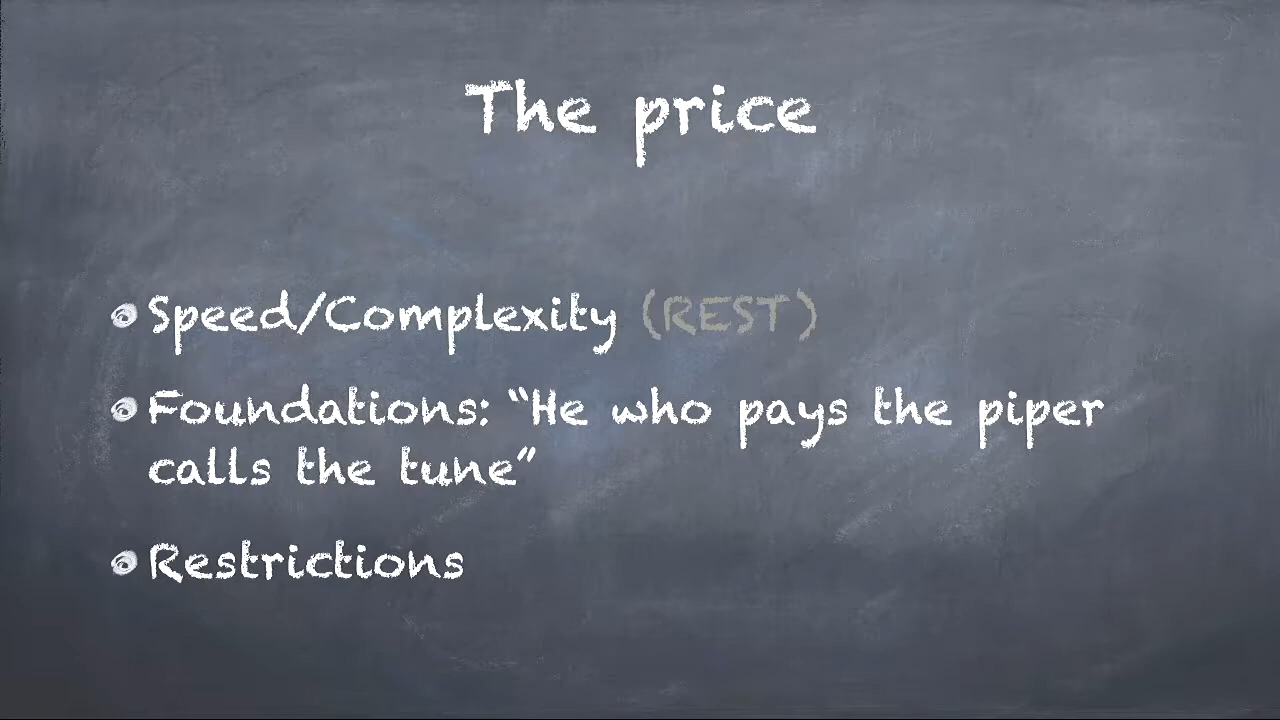 The price
Speed/Complexity (REST)
Foundations: “He who pays the piper
calls the tune”
Restrictions